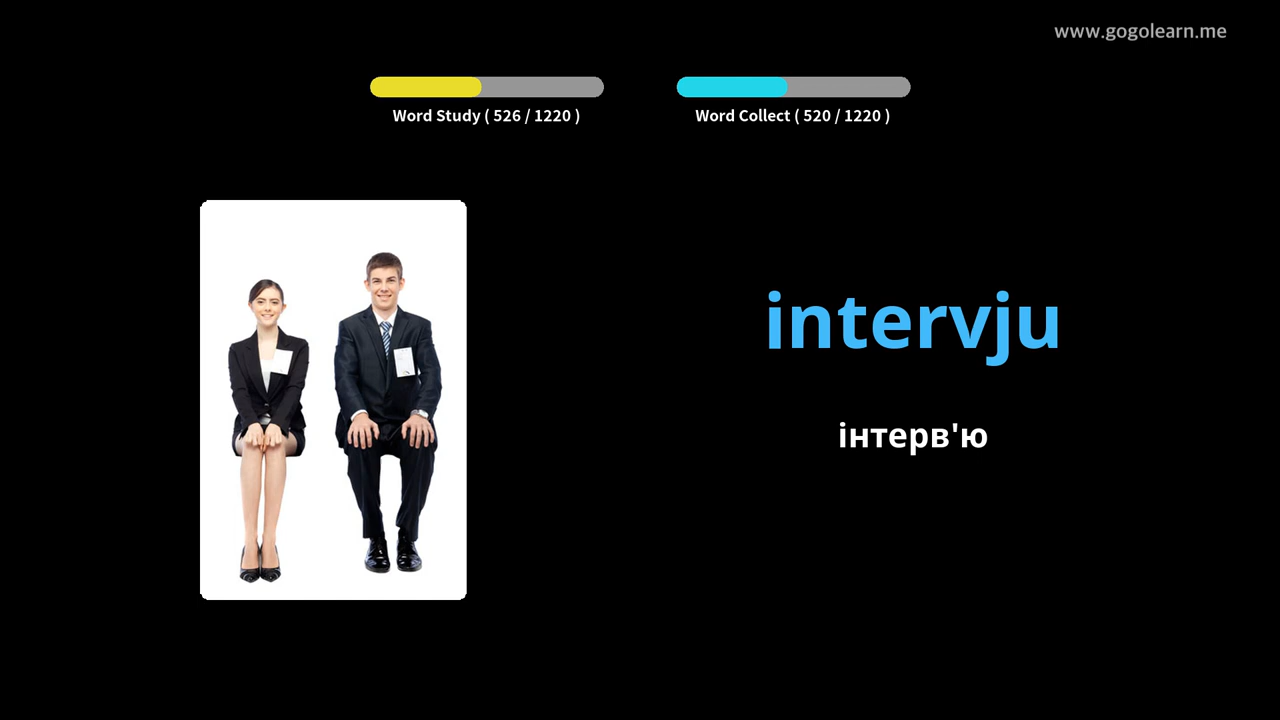 www.gogolearn.me
Word Study ( 526 / 1220 )
Word Collect ( 520 / 1220 )
intervju
інтерв'ю